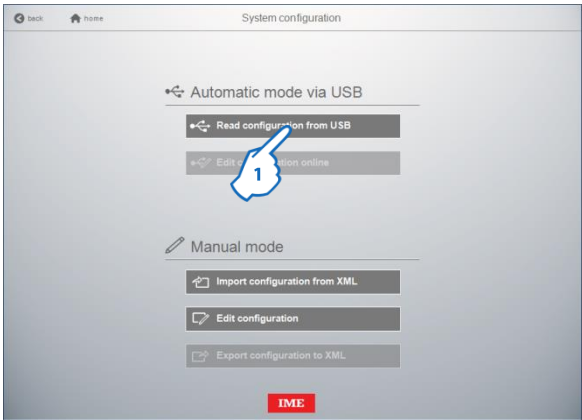 back home System configuration
Automatic mode via USB
Read configuration from USB
Edit configuration online
1
Manual mode
Import configuration from XML
Edit configuration
Export configuration to XML
IME